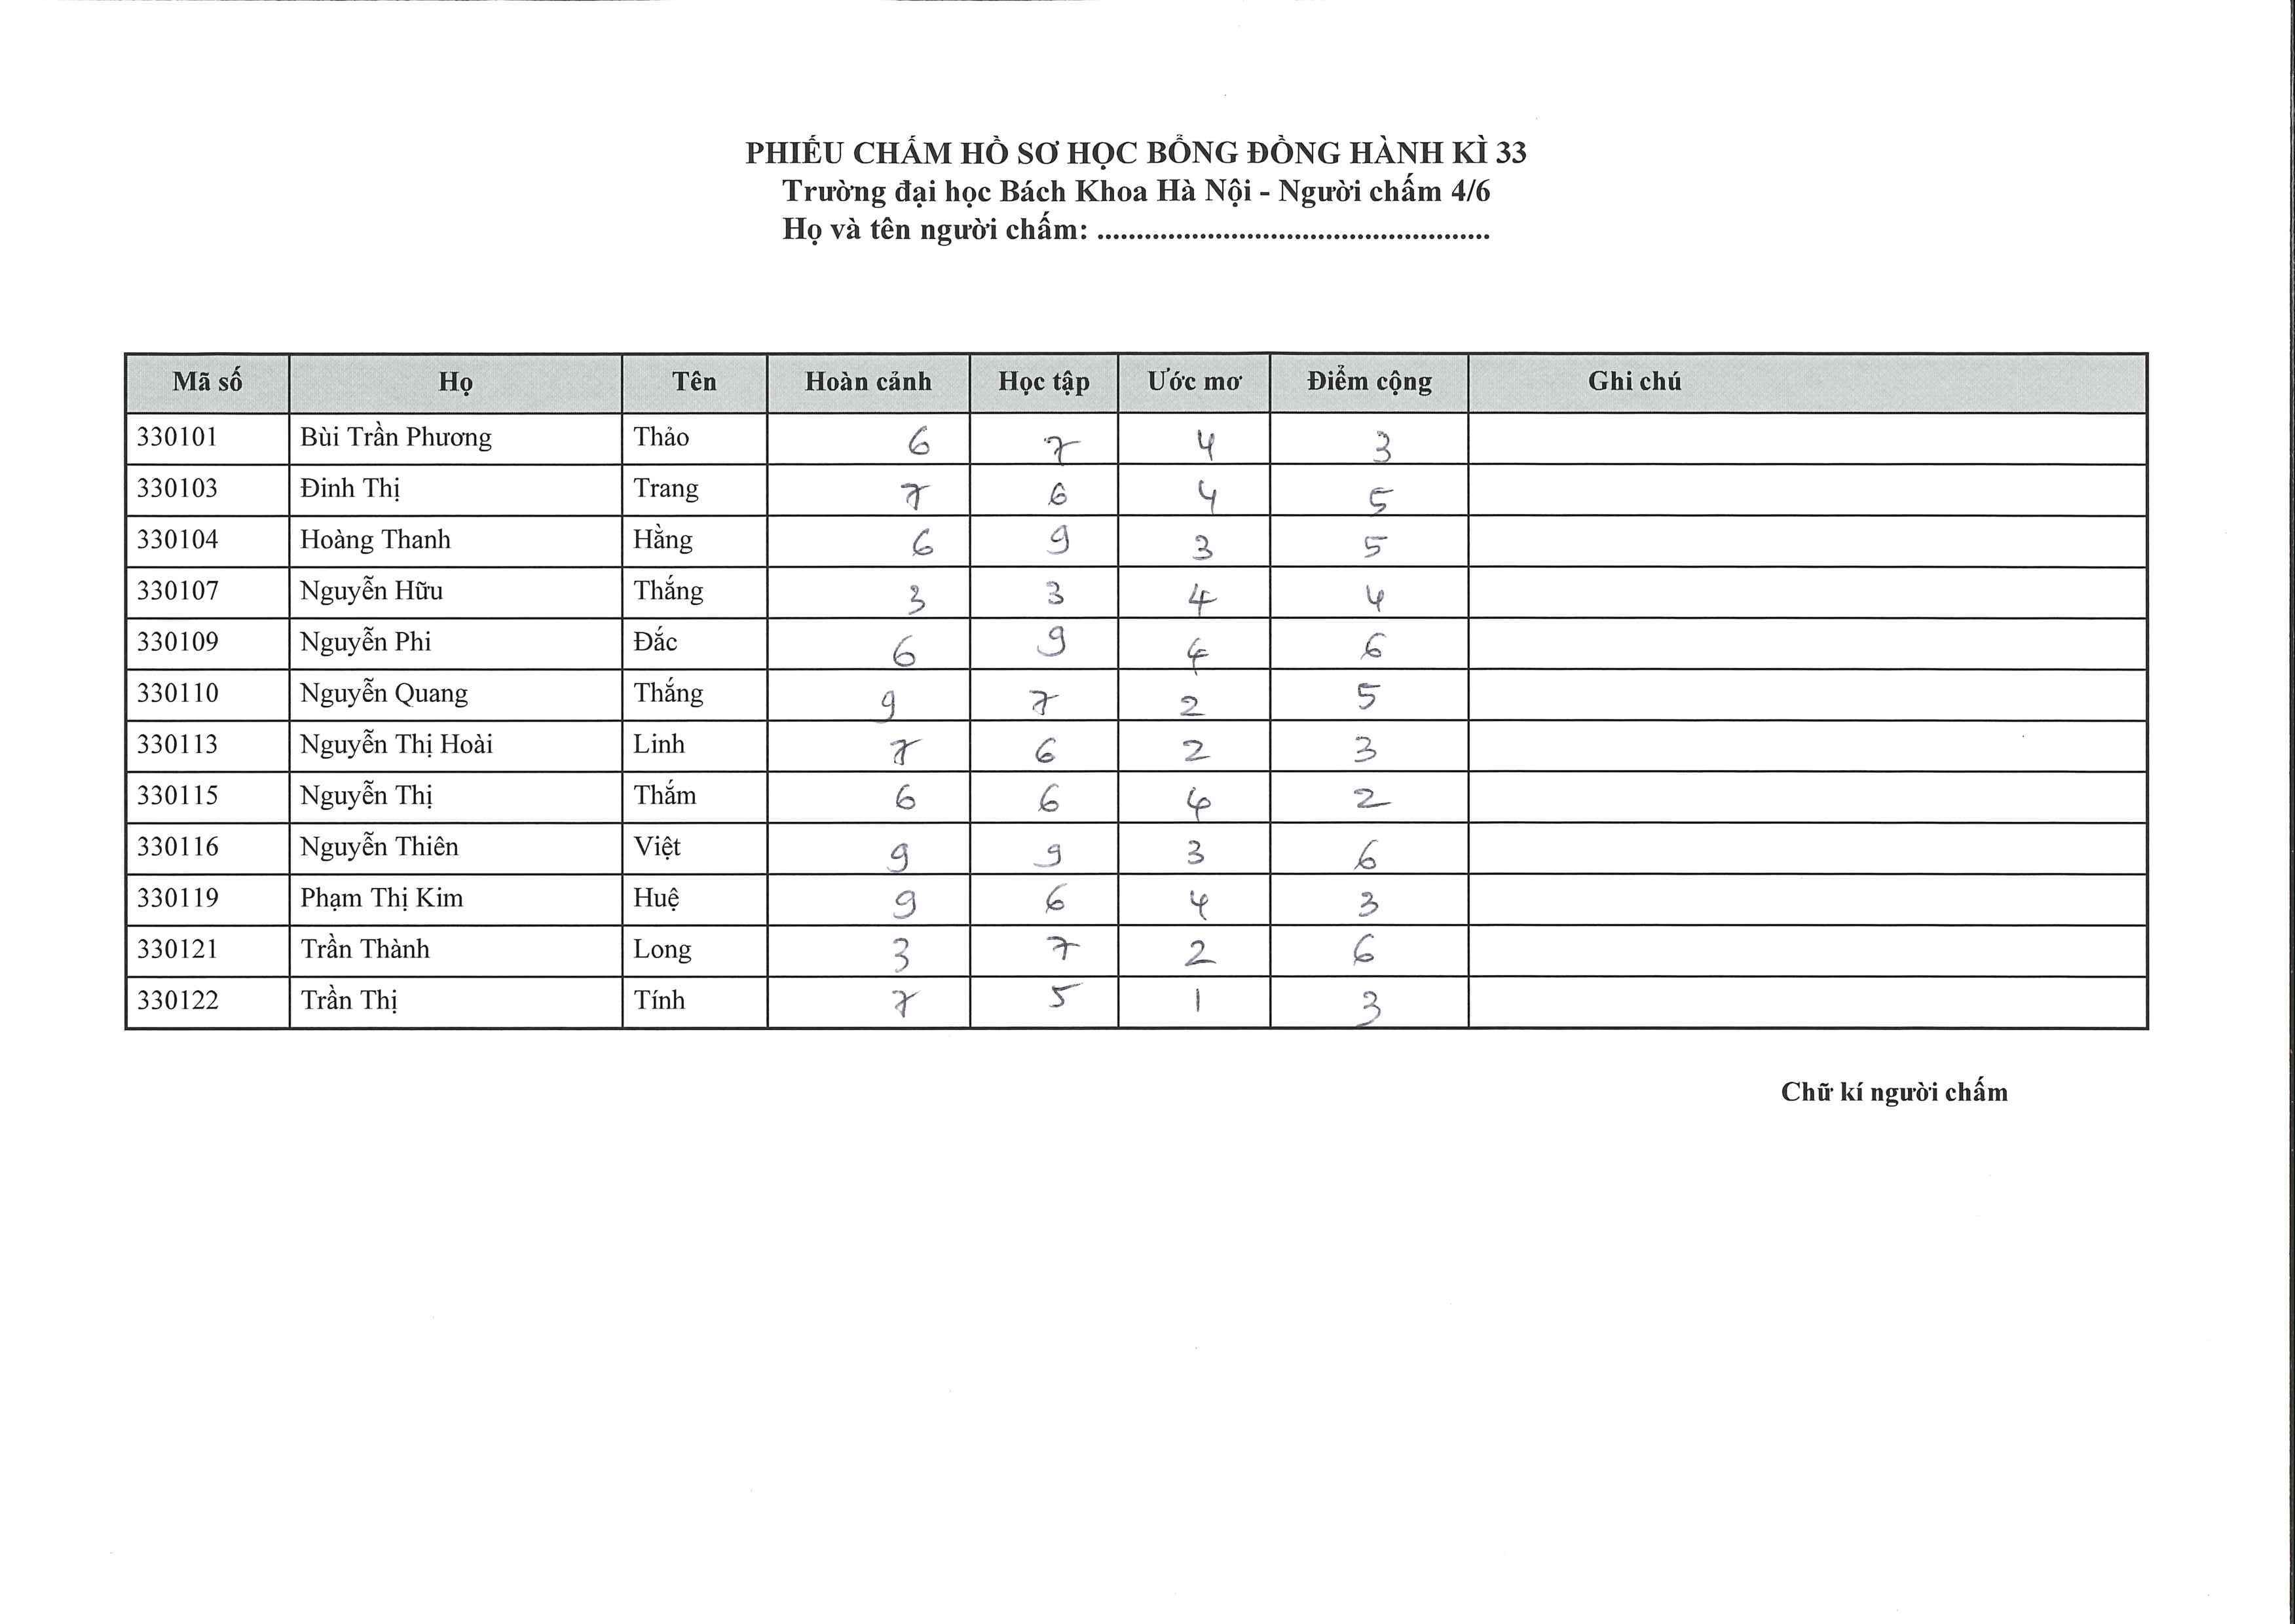 PHIẾU CHẤM HỒ SƠ HỌC BỔNG ĐỒNG HÀNH KÌ 33
Trường đại học Bách Khoa Hà Nội - Người chấm 4/6
Họ và tên người chấm: ..................................................
Mã số Họ Tên Hoàn cảnh Học tập Ước mơ Điểm cộng Ghi chú
330101 Bùi Trần Phương Thảo 6 7 4 3
330103 Đinh Thị Trang 7 6 4 5
330104 Hoàng Thanh Hằng 6 9 3 5
330107 Nguyễn Hữu Thắng 3 3 4 4
330109 Nguyễn Phi Đắc 6 9 4 6
330110 Nguyễn Quang Thắng 9 7 2 5
330113 Nguyễn Thị Hoài Linh 7 6 2 3
330115 Nguyễn Thị Thắm 6 6 4 2
330116 Nguyễn Thiên Việt 9 9 3 6
330119 Phạm Thị Kim Huệ 9 6 4 3
330121 Trần Thành Long 3 7 2 6
330122 Trần Thị Tính 7 5 1 3
Chữ kí người chấm